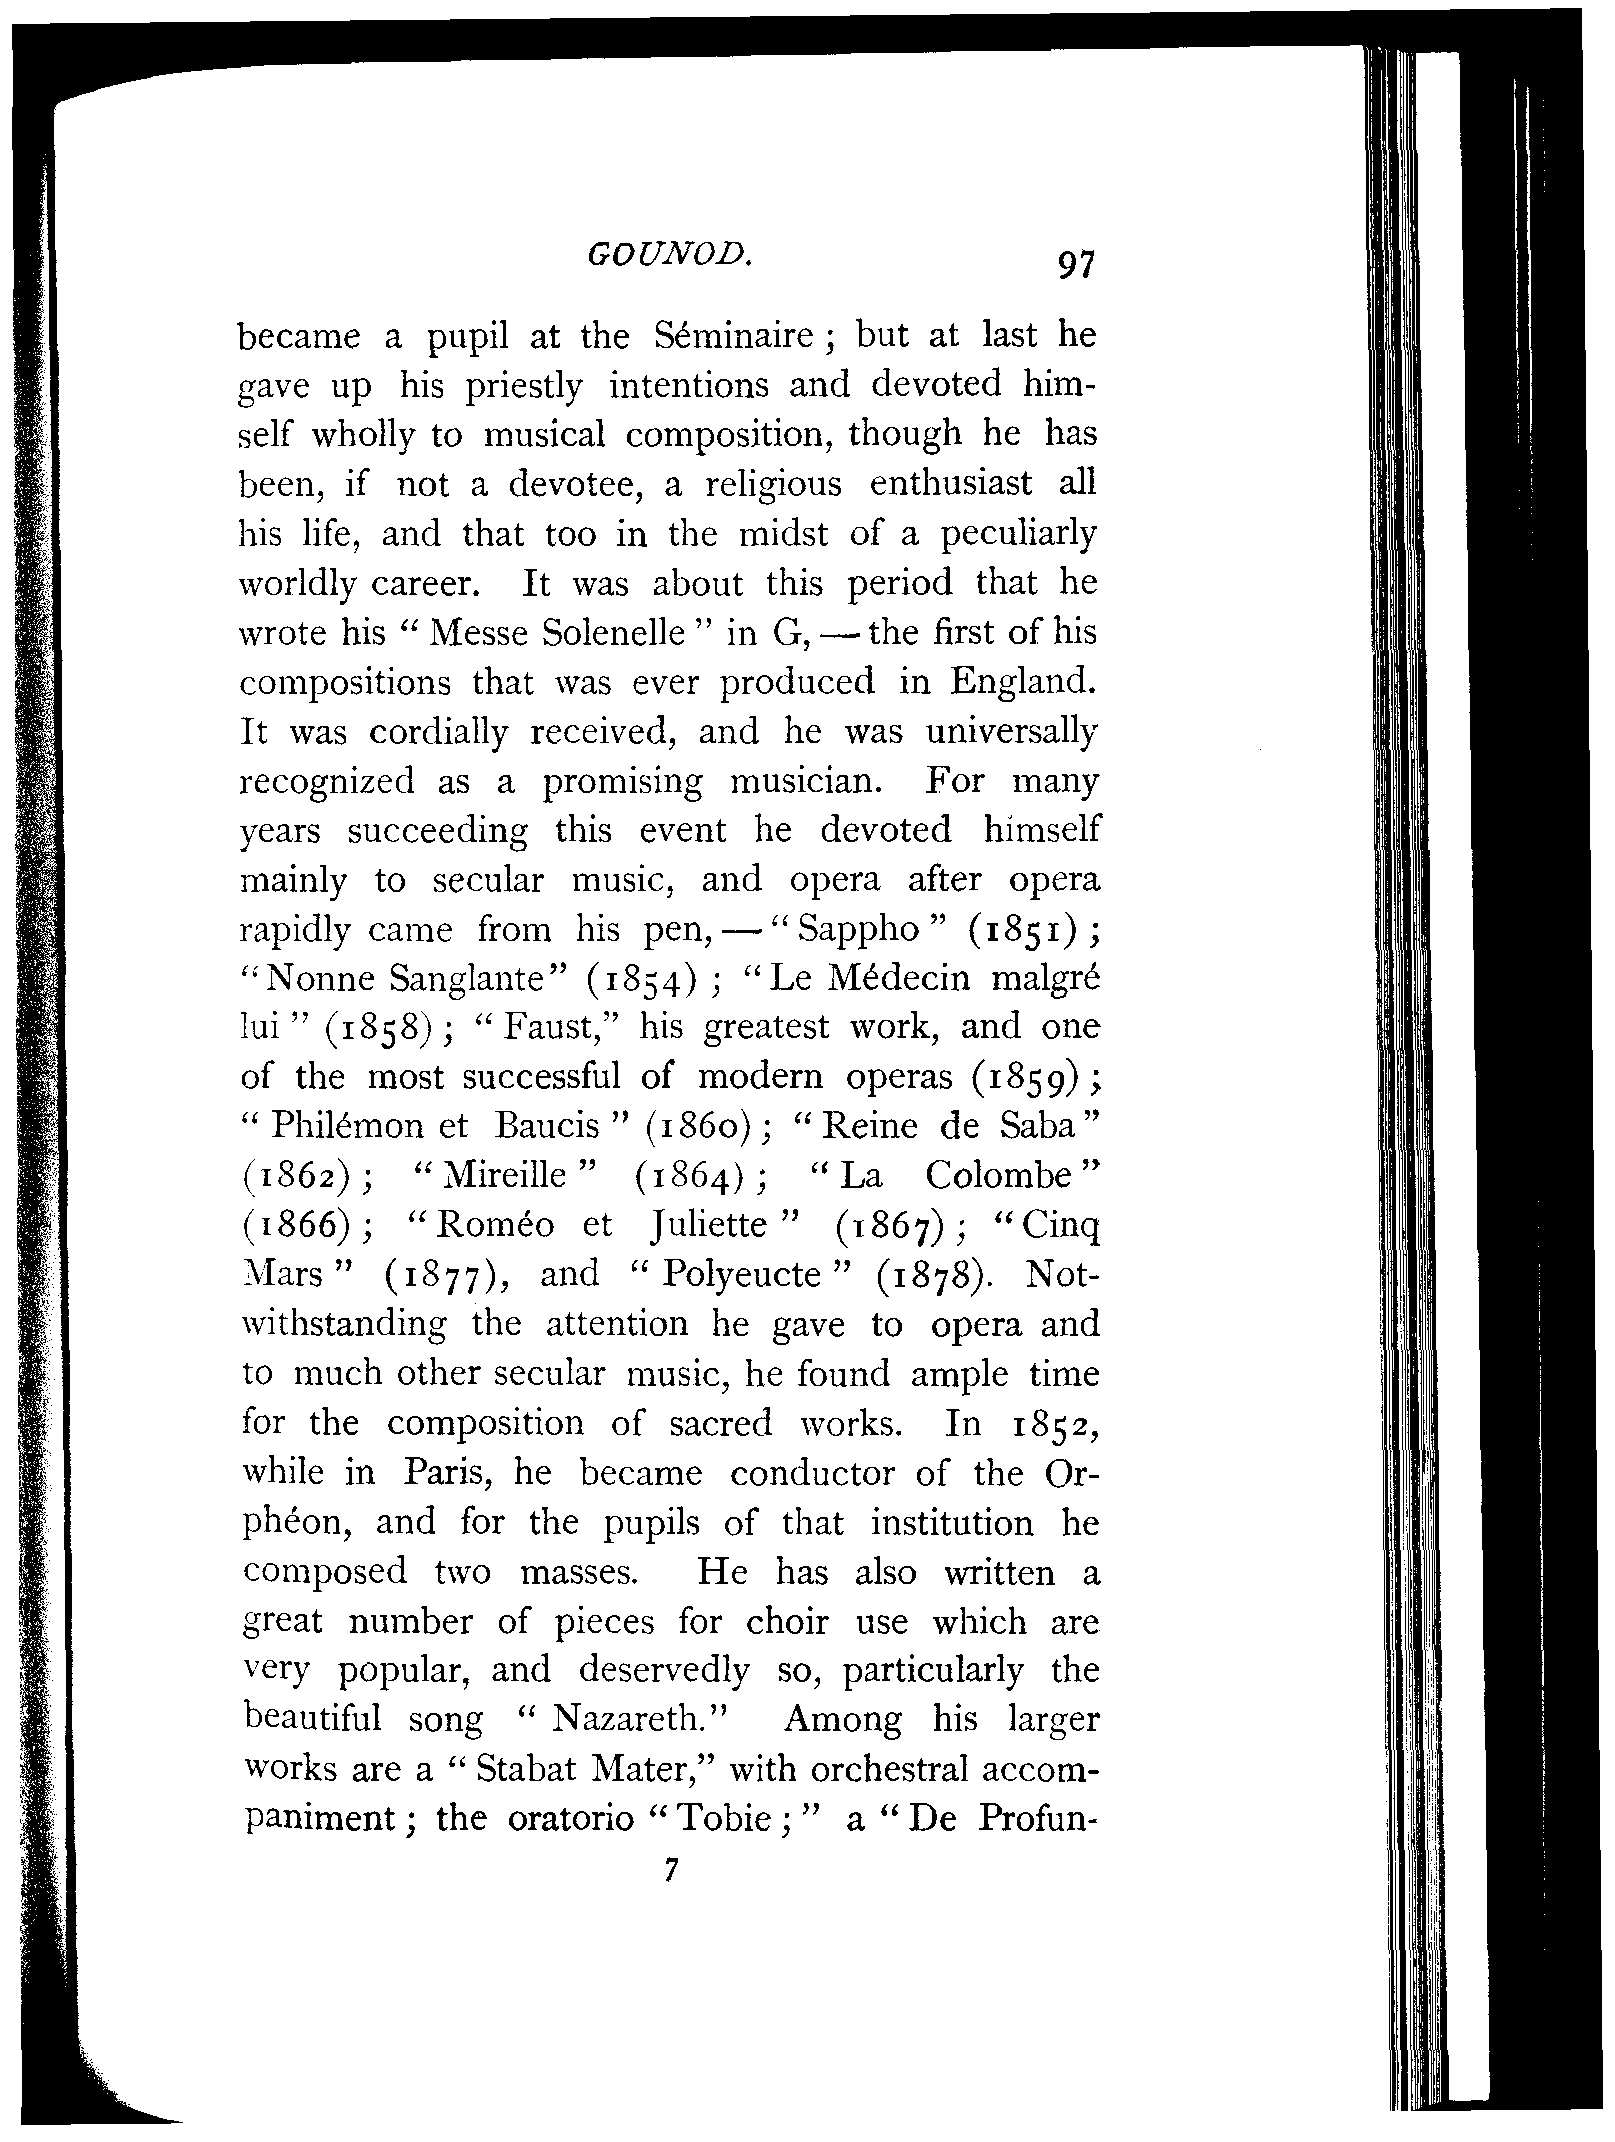 GOUNOD. 97
became a pupil at the Séminaire ; but at last he
gave up his priestly intentions and devoted him-
self wholly to musical composition, though he has
been, if not a devotee, a religious enthusiast all
his life, and that too in the midst of a peculiarly
worldly career. It was about this period that he
wrote his “ Messe Solenelle ” in G, — the first of his
compositions that was ever produced in England.
It was cordially received, and he was universally
recognized as a promising musician. For many
years succeeding this event he devoted himself
mainly to secular music, and opera after opera
rapidly came from his pen, — “ Sappho ” (1851) ;
“ Nonne Sanglante” (1854) ; “ Le Médecin malgré
lui ” (1858) ; “ Faust,” his greatest work, and one
of the most successful of modern operas (1859) ;
“ Philémon et Baucis ” (1860) ; “ Reine de Saba ”
(1862) ; “ Mireille ” (1864) ; “ La Colombe ”
(1866) ; “ Roméo et Juliette ” (1867) ; “ Cinq
Mars ” (1877), and “ Polyeucte ” (1878). Not-
withstanding the attention he gave to opera and
to much other secular music, he found ample time
for the composition of sacred works. In 1852,
while in Paris, he became conductor of the Or-
phéon, and for the pupils of that institution he
composed two masses. He has also written a
great number of pieces for choir use which are
very popular, and deservedly so, particularly the
beautiful song “ Nazareth.” Among his larger
works are a “ Stabat Mater,” with orchestral accom-
paniment ; the oratorio “ Tobie ; ” a “ De Profun-
7